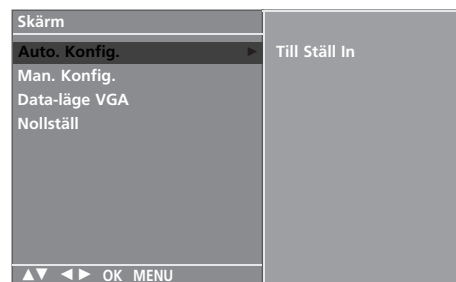 Skärm
Auto. Konfig. ►
Till Ställ In
Man. Konfig.
Data-läge VGA
Nollställ
▲▼ ◄► OK MENU